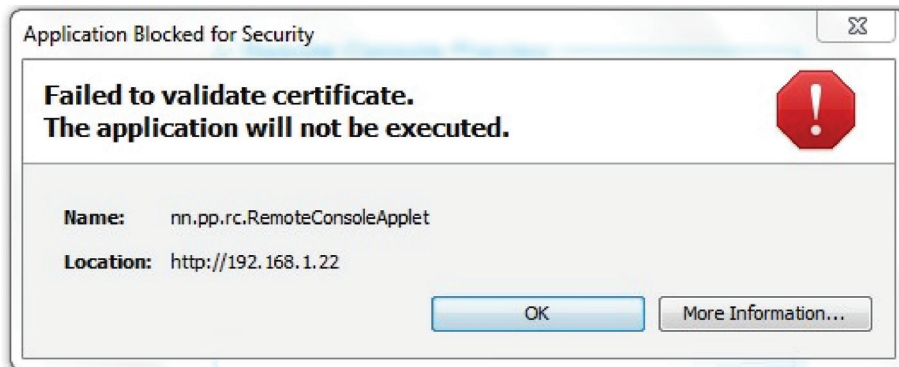 Application Blocked for Security
Failed to validate certificate.
The application will not be executed.
Name: nn.pp.rc.RemoteConsoleApplet
Location: http://192.168.1.22
OK More Information...